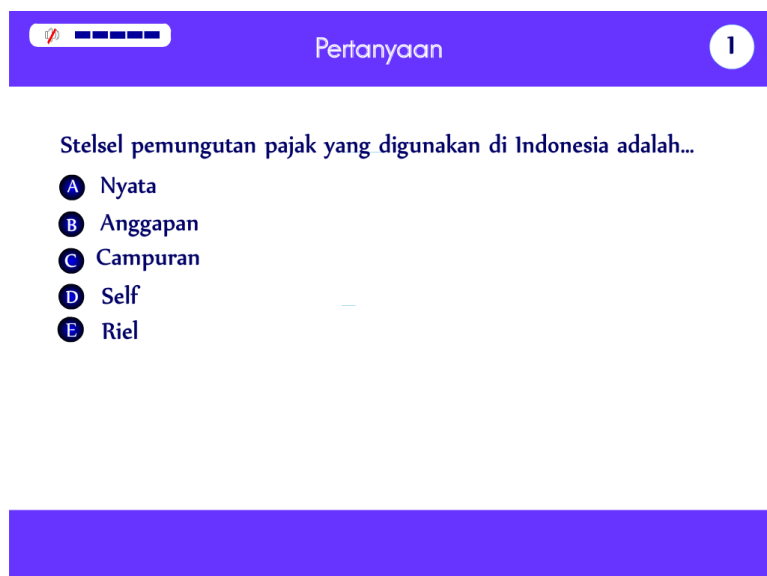 Pertanyaan
1
Stelsel pemungutan pajak yang digunakan di Indonesia adalah...
A Nyata
B Anggapan
C Campuran
D Self
E Riel